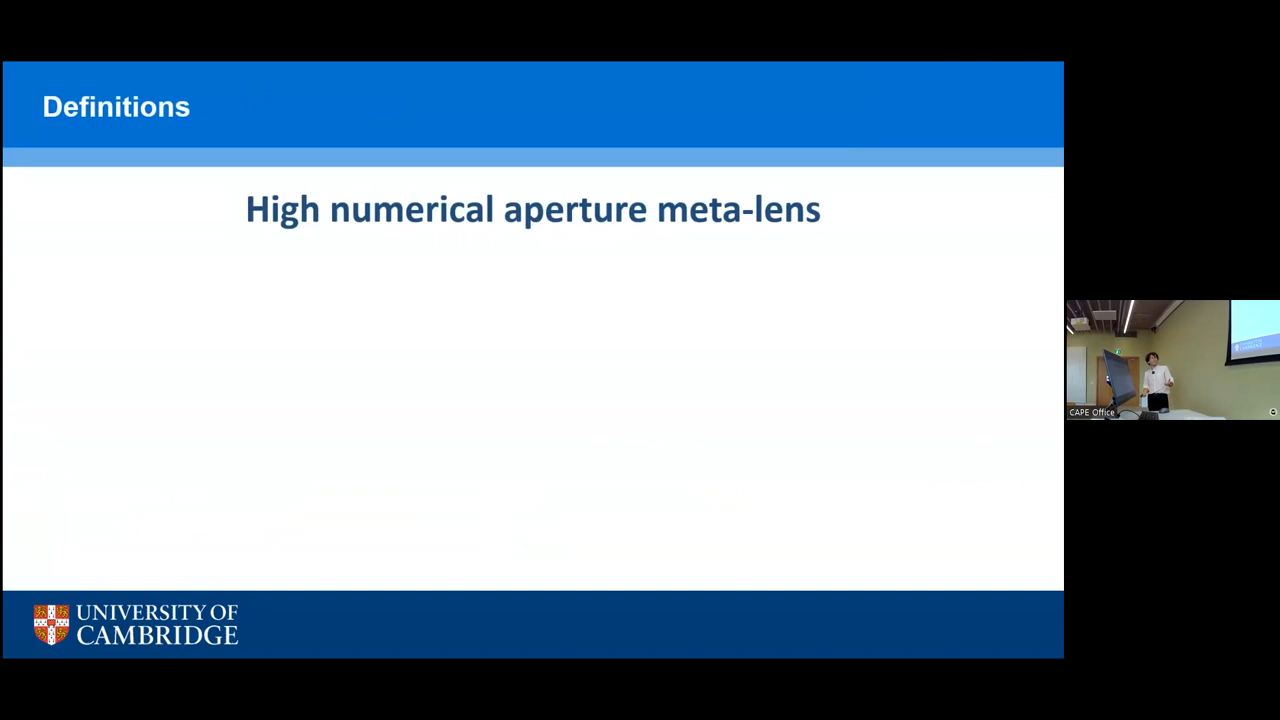 Definitions
High numerical aperture meta-lens
UNIVERSITY OF
CAMBRIDGE
CAPE Office